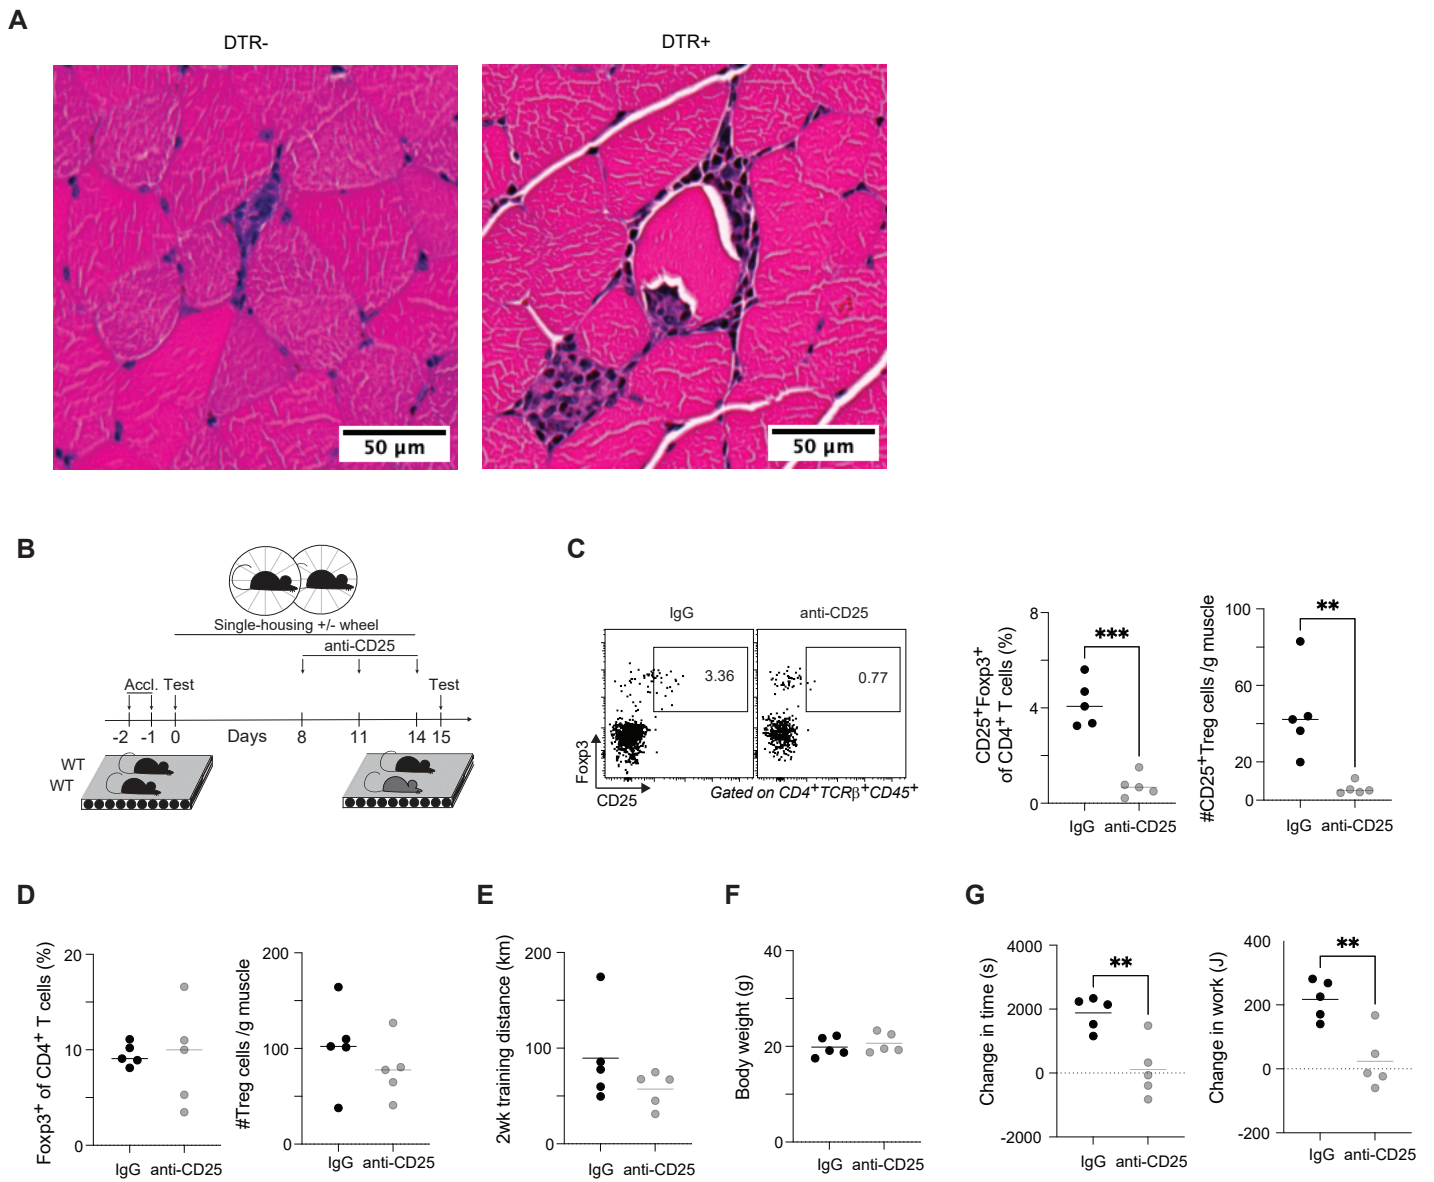 A
DTR-
DTR+
50 µm
50 µm
B
Single-housing +/- wheel
anti-CD25
Accl. Test
Test
-2 -1 0 Days 8 11 14 15
WT
WT
C
IgG
anti-CD25
3.36
0.77
Foxp3
CD25
Gated on CD4+TCRβ+CD45+
CD25+Foxp3+
of CD4+ T cells (%)
8
4
0
***
IgG anti-CD25
#CD25+Treg cells /g muscle
100
60
20
0
**
IgG anti-CD25
D
Foxp3+ of CD4+ T cells (%)
20
10
0
IgG anti-CD25
#Treg cells /g muscle
200
100
0
IgG anti-CD25
E
2wk training distance (km)
200
100
0
IgG anti-CD25
F
Body weight (g)
40
20
0
IgG anti-CD25
G
Change in time (s)
4000
2000
0
-2000
**
IgG anti-CD25
Change in work (J)
400
200
0
-200
**
IgG anti-CD25